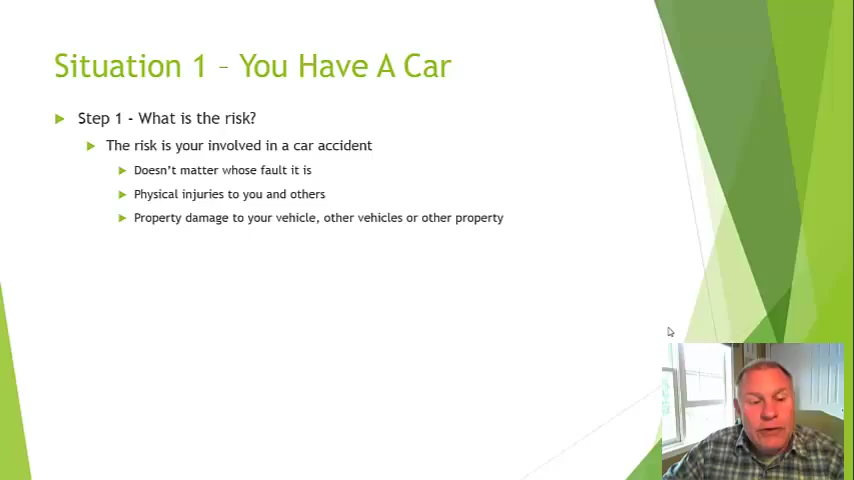 Situation 1 – You Have A Car
Step 1 - What is the risk?
The risk is your involved in a car accident
Doesn't matter whose fault it is
Physical injuries to you and others
Property damage to your vehicle, other vehicles or other property